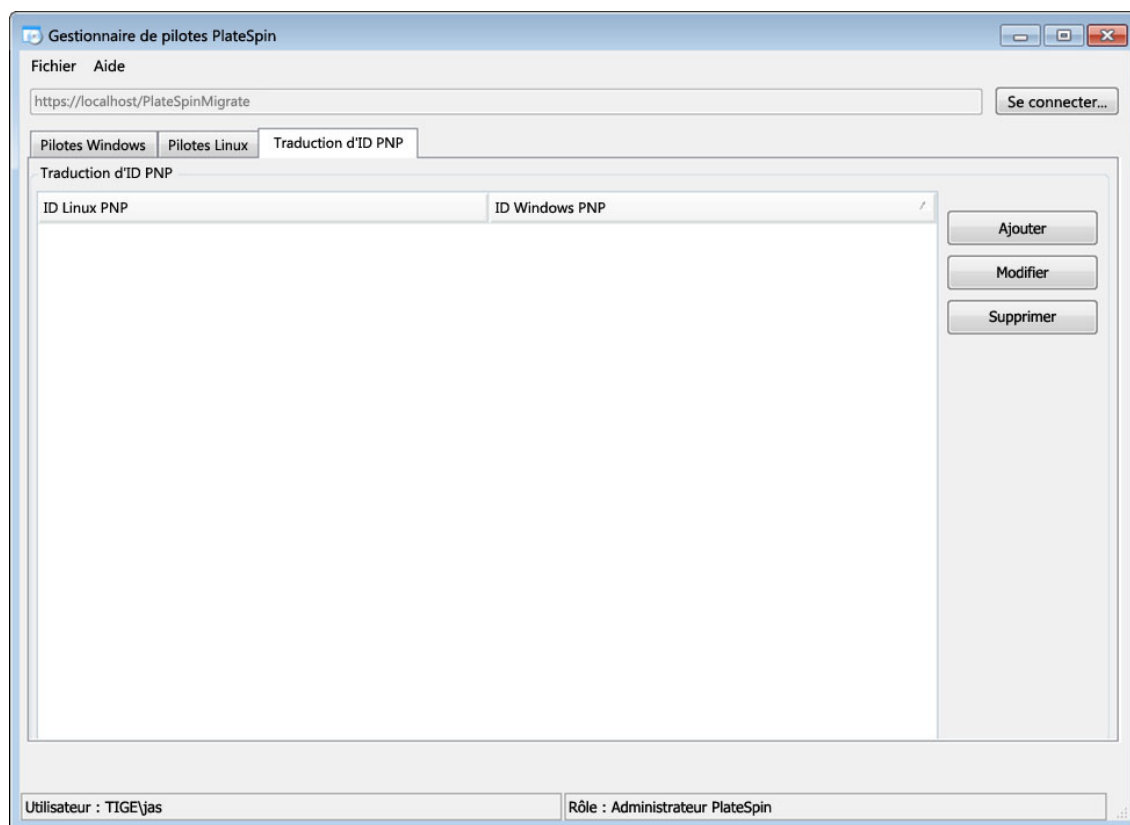 Gestionnaire de pilotes PlateSpin
Fichier Aide
https://localhost/PlateSpinMigrate Se connecter...
Pilotes Windows Pilotes Linux Traduction d'ID PNP
Traduction d'ID PNP
ID Linux PNP ID Windows PNP
Ajouter
Modifier
Supprimer
Utilisateur : TIGE\jas Rôle : Administrateur PlateSpin